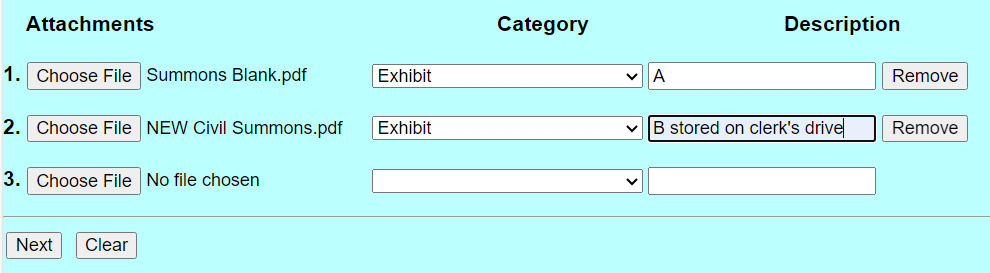 Attachments Category Description
1. Choose File Summons Blank.pdf Exhibit A Remove
2. Choose File NEW Civil Summons.pdf Exhibit B stored on clerk's drive Remove
3. Choose File No file chosen
Next Clear